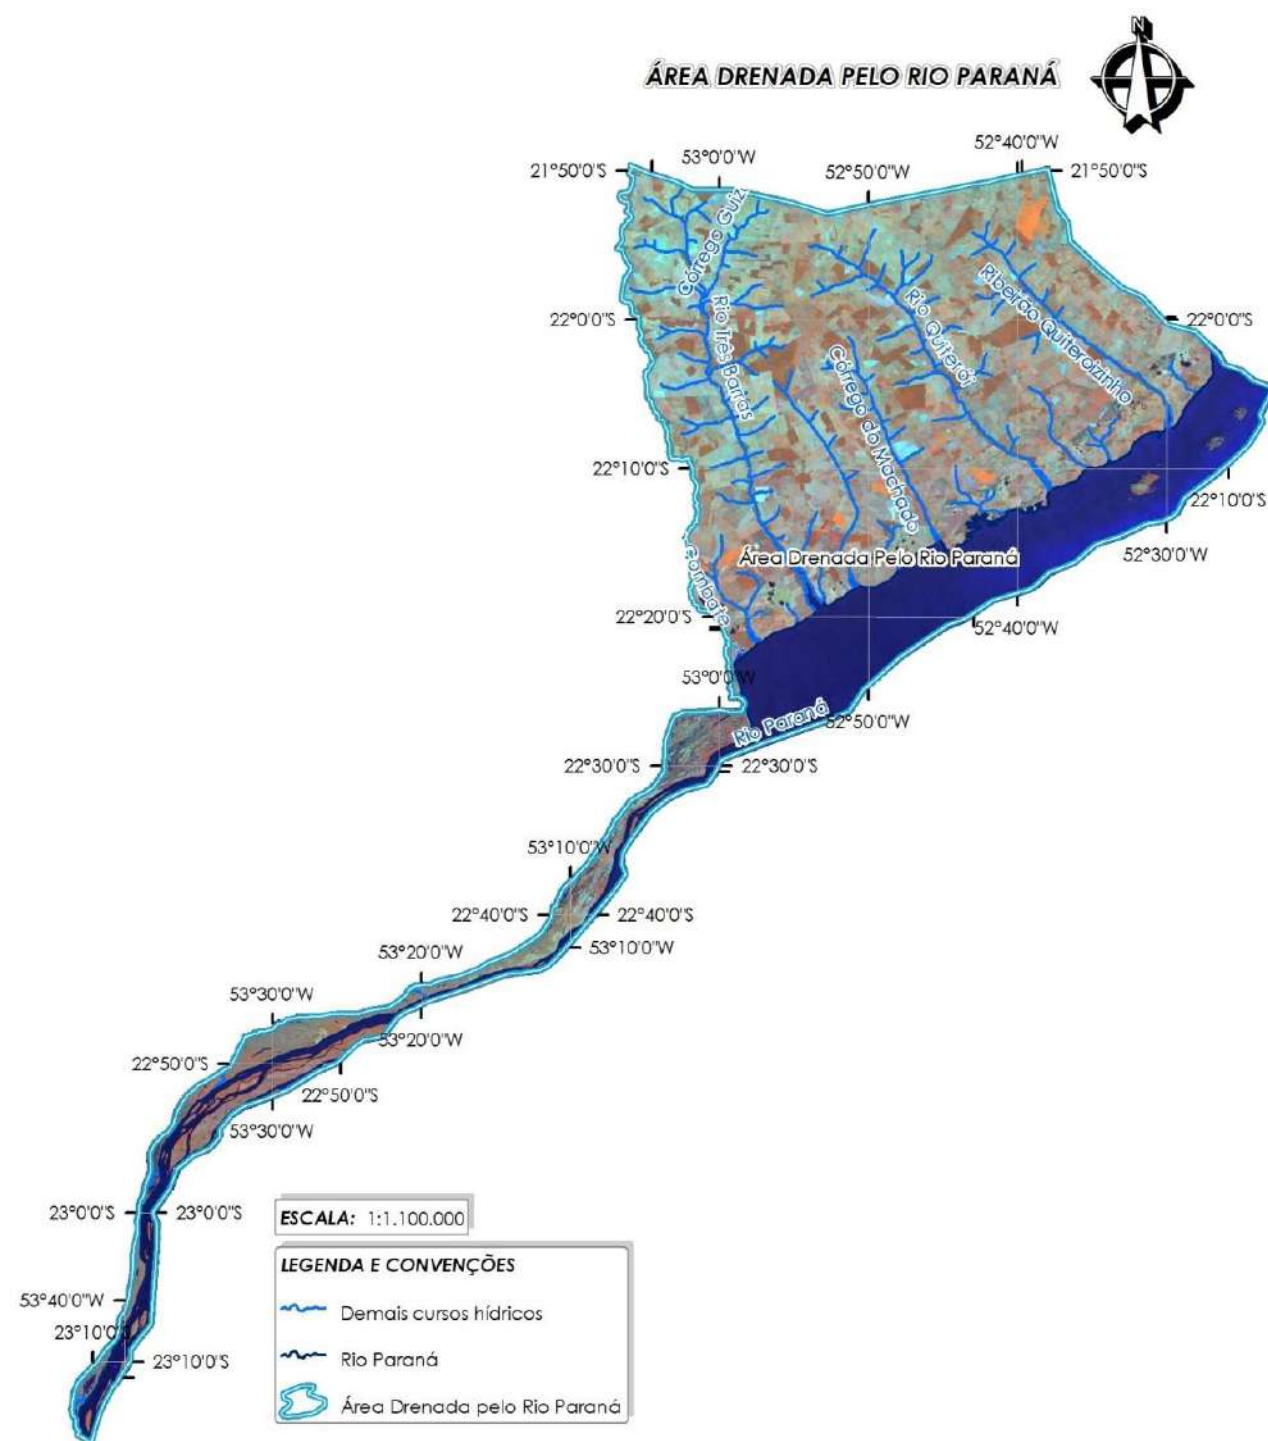 N
ÁREA DRENADA PELO RIO PARANÁ
52°40'0"W
53°0'0"W
52°50'0"W
21°50'0"S
21°50'0"S
Córrego Guiz
Rio Três Barras
Córrego do Machado
Rio Quiterói
Ribeirão Quiteroizinho
22°0'0"S
22°0'0"S
22°10'0"S
22°10'0"S
52°30'0"W
Área Drenada Pelo Rio Paraná
Combate
22°20'0"S
52°40'0"W
53°0'0"W
52°50'0"W
Rio Paraná
22°30'0"S
22°30'0"S
53°10'0"W
22°40'0"S
22°40'0"S
53°10'0"W
53°20'0"W
53°30'0"W
53°20'0"W
22°50'0"S
22°50'0"S
53°30'0"W
23°0'0"S
23°0'0"S
53°40'0"W
23°10'0"S
23°10'0"S
ESCALA: 1:1.100.000
LEGENDA E CONVENÇÕES
Demais cursos hídricos
Rio Paraná
Área Drenada pelo Rio Paraná